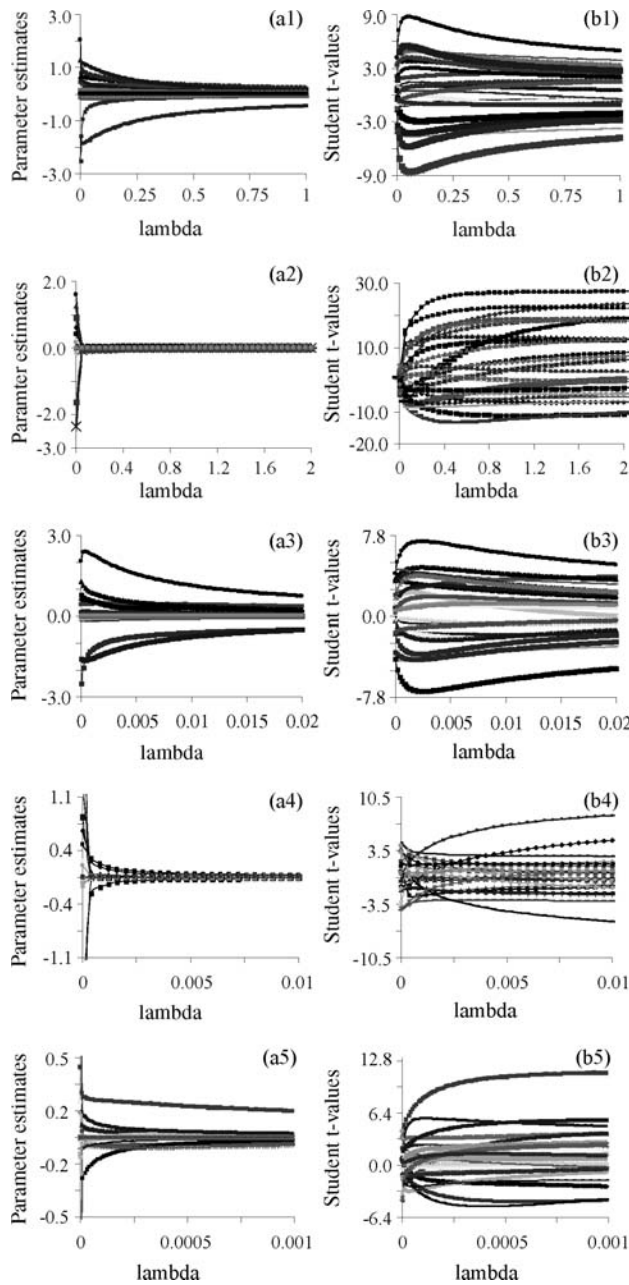 (a1)
Parameter estimates
3.0
1.0
-1.0
-3.0
0 0.25 0.5 0.75 1
lambda
(b1)
Student t-values
9.0
3.0
-3.0
-9.0
0 0.25 0.5 0.75 1
lambda
(a2)
Paramter estimates
2.0
0.0
-2.0
-3.0
0 0.4 0.8 1.2 1.6 2
lambda
(b2)
Student t-values
30.0
10.0
-10.0
-20.0
0 0.4 0.8 1.2 1.6 2
lambda
(a3)
Parameter estimates
3.0
0.0
-3.0
0 0.005 0.01 0.015 0.02
lambda
(b3)
Student t-values
7.8
0.0
-7.8
0 0.005 0.01 0.015 0.02
lambda
(a4)
Parameter estimates
1.1
0.4
-0.4
-1.1
0 0.005 0.01
lambda
(b4)
Student t-values
10.5
3.5
-3.5
-10.5
0 0.005 0.01
lambda
(a5)
Parameter estimates
0.5
0.2
-0.2
-0.5
0 0.0005 0.001
lambda
(b5)
Student t-values
12.8
6.4
0.0
-6.4
0 0.0005 0.001
lambda